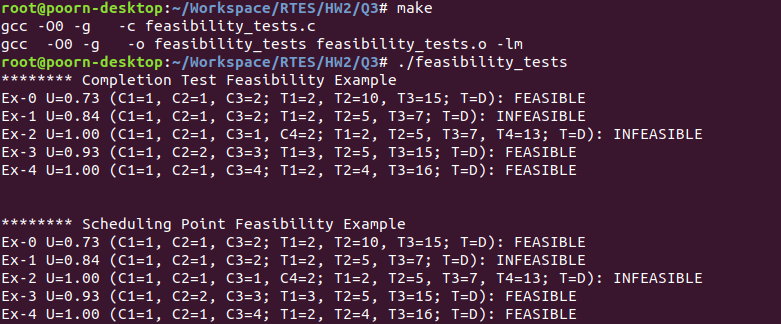 root@poorn-desktop:~/Workspace/RTES/HW2/Q3# make
gcc -O0 -g   -c feasibility_tests.c
gcc  -O0 -g   -o feasibility_tests feasibility_tests.o -lm
root@poorn-desktop:~/Workspace/RTES/HW2/Q3# ./feasibility_tests
******** Completion Test Feasibility Example
Ex-0 U=0.73 (C1=1, C2=1, C3=2; T1=2, T2=10, T3=15; T=D): FEASIBLE
Ex-1 U=0.84 (C1=1, C2=1, C3=2; T1=2, T2=5, T3=7; T=D): INFEASIBLE
Ex-2 U=1.00 (C1=1, C2=1, C3=1, C4=2; T1=2, T2=5, T3=7, T4=13; T=D): INFEASIBLE
Ex-3 U=0.93 (C1=1, C2=2, C3=3; T1=3, T2=5, T3=15; T=D): FEASIBLE
Ex-4 U=1.00 (C1=1, C2=1, C3=4; T1=2, T2=4, T3=16; T=D): FEASIBLE
******** Scheduling Point Feasibility Example
Ex-0 U=0.73 (C1=1, C2=1, C3=2; T1=2, T2=10, T3=15; T=D): FEASIBLE
Ex-1 U=0.84 (C1=1, C2=1, C3=2; T1=2, T2=5, T3=7; T=D): INFEASIBLE
Ex-2 U=1.00 (C1=1, C2=1, C3=1, C4=2; T1=2, T2=5, T3=7, T4=13; T=D): INFEASIBLE
Ex-3 U=0.93 (C1=1, C2=2, C3=3; T1=3, T2=5, T3=15; T=D): FEASIBLE
Ex-4 U=1.00 (C1=1, C2=1, C3=4; T1=2, T2=4, T3=16; T=D): FEASIBLE